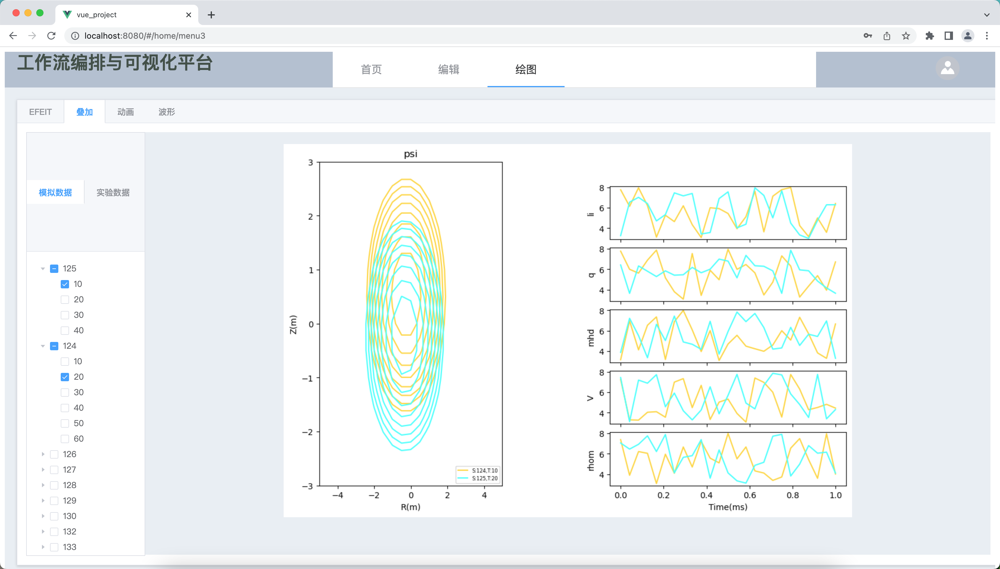 vue_project
localhost:8080/#/home/menu3
工作流编排与可视化平台
首页 编辑 绘图
EFEIT 叠加 动画 波形
模拟数据 实验数据
125
10
20
30
40
124
10
20
30
40
50
60
126
127
128
129
130
132
133
psi
3
2
1
0
−1
−2
−3
Z(m)
−4 −2 0 2 4
R(m)
S:124,T:10
S:125,T:20
8
6
4
li
8
6
4
q
8
6
4
mhd
8
6
4
V
8
6
4
rhom
0.0 0.2 0.4 0.6 0.8 1.0
Time(ms)